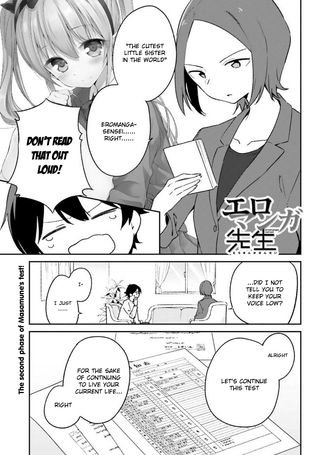 "THE CUTEST
LITTLE SISTER
IN THE WORLD"
EROMANGA-
SENSEI......
RIGHT...
DON'T READ
THAT OUT
LOUD!
エロ
マンガ
先生
The second phase of Masamune's test!
...DID I NOT
TELL YOU TO
KEEP YOUR
VOICE LOW?
I JUST
......
ALRIGHT
LET'S CONTINUE
THIS TEST
FOR THE SAKE
OF CONTINUING
TO LIVE YOUR
CURRENT LIFE...
RIGHT